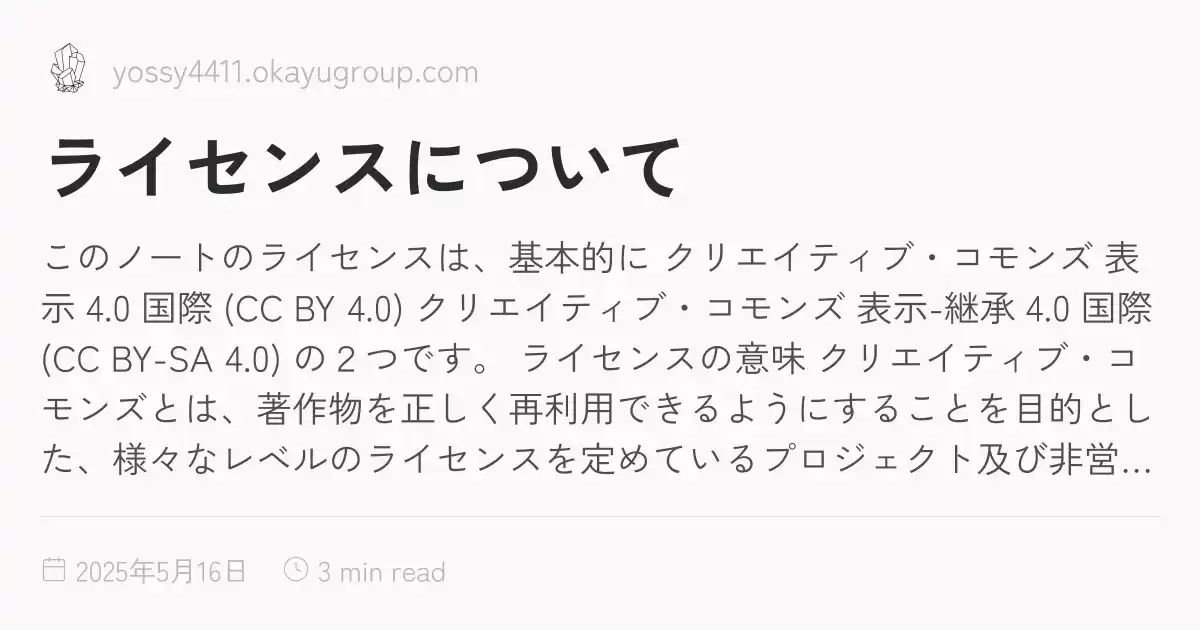 yossy4411.okayugroup.com
ライセンスについて
このノートのライセンスは、基本的に クリエイティブ・コモンズ 表
示 4.0 国際 (CC BY 4.0) クリエイティブ・コモンズ 表示-継承 4.0 国際
(CC BY-SA 4.0) の 2 つです。 ライセンスの意味 クリエイティブ・コ
モンズとは、著作物を正しく再利用できるようにすることを目的とし
た、様々なレベルのライセンスを定めているプロジェクト及び非営...
2025年5月16日 3 min read